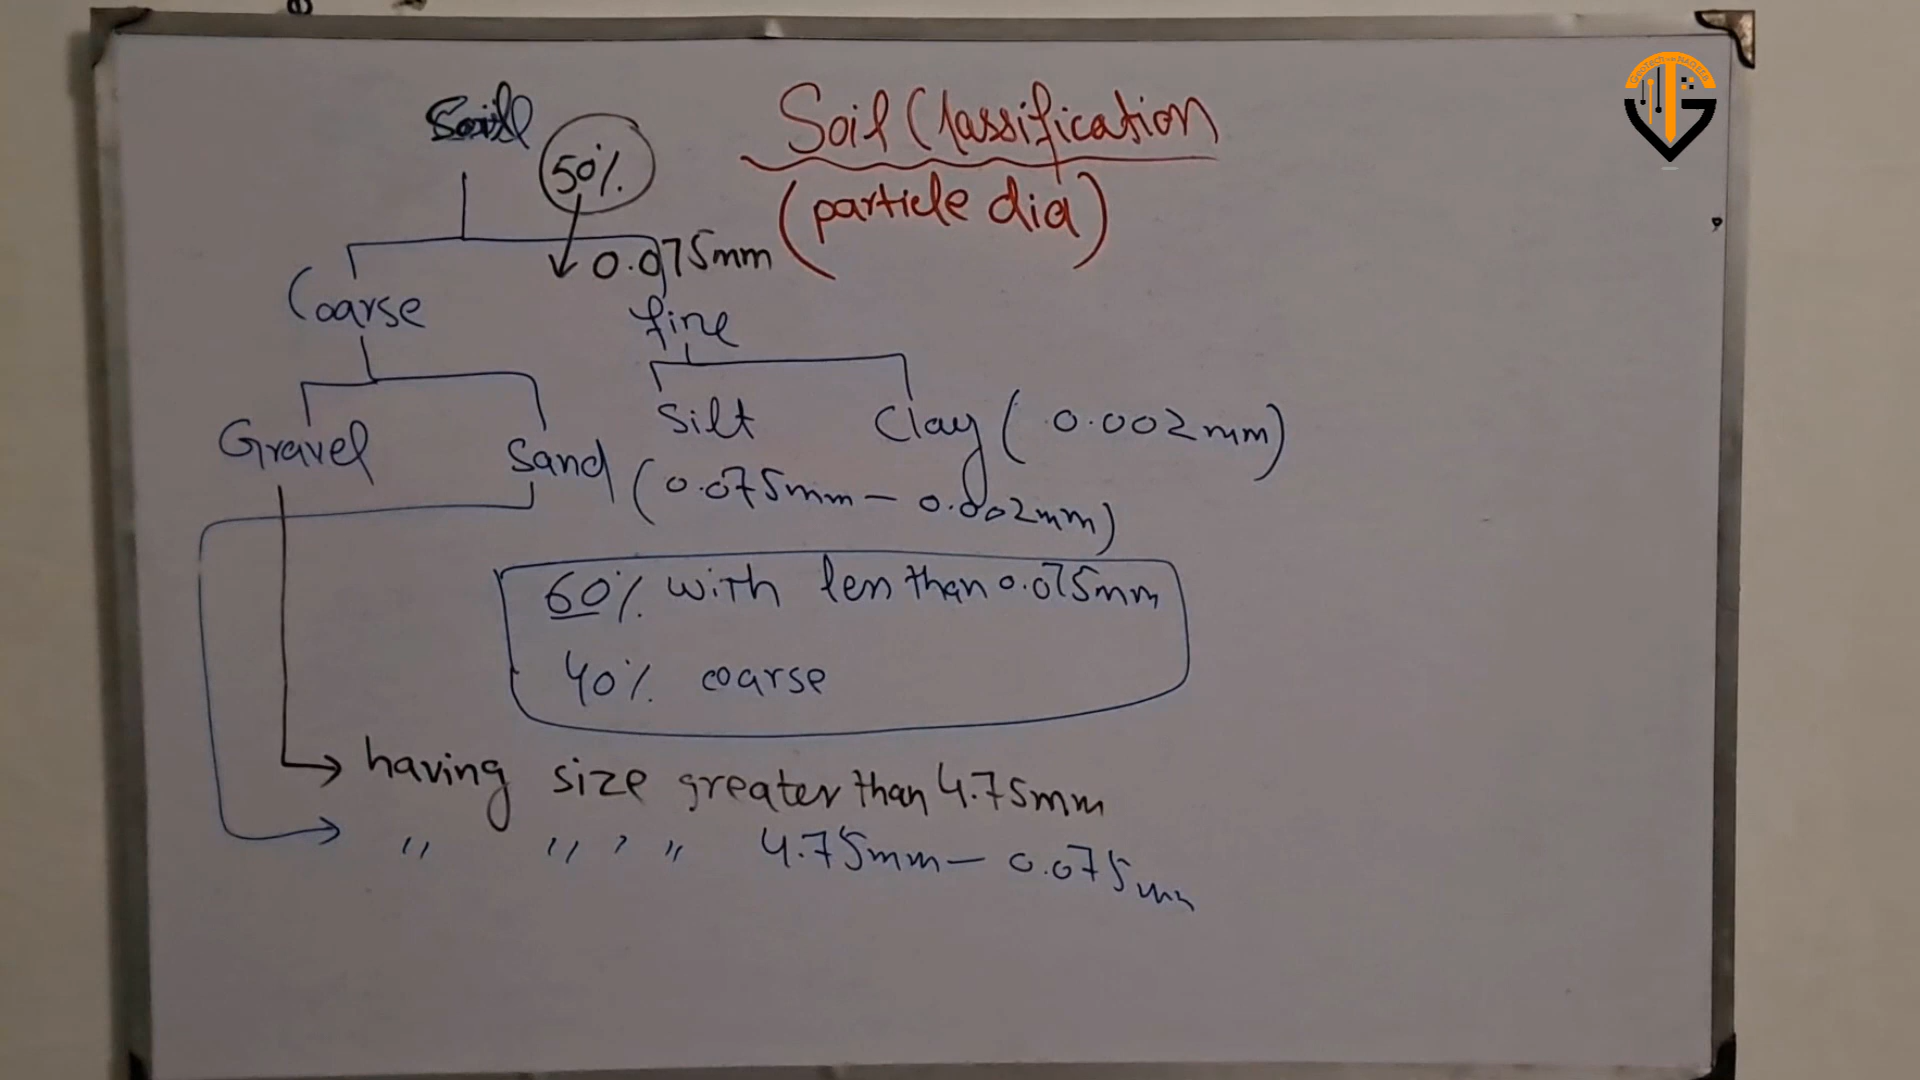 Soil
50%
Soil Classification
(particle dia)
0.075mm
Coarse
fine
Gravel
Sand
Silt
(0.075mm - 0.002mm)
Clay (0.002mm)
60% with less than 0.075mm
40% coarse
having size greater than 4.75mm
" " " " 4.75mm - 0.075mm